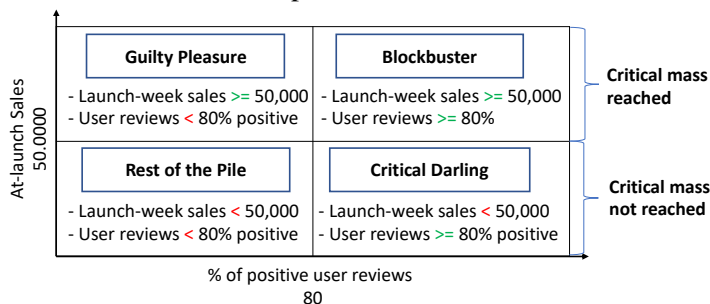 Guilty Pleasure
- Launch-week sales >= 50,000
- User reviews < 80% positive
Blockbuster
- Launch-week sales >= 50,000
- User reviews >= 80%
Critical mass
reached
At-launch Sales
50.0000
Rest of the Pile
- Launch-week sales < 50,000
- User reviews < 80% positive
Critical Darling
- Launch-week sales < 50,000
- User reviews >= 80% positive
Critical mass
not reached
% of positive user reviews
80